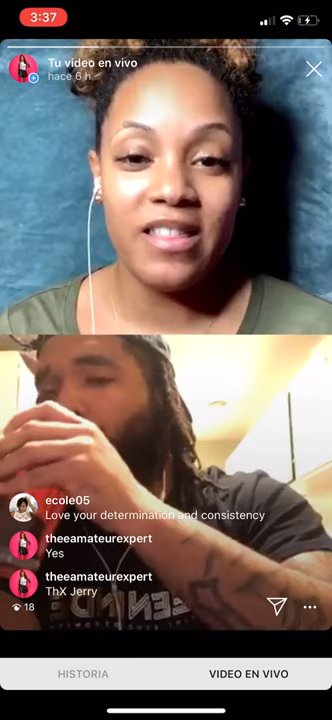 3:37
Tu video en vivo
hace 6 h
ecole05
Love your determination and consistency
theeamateurexpert
Yes
theeamateurexpert
ThX Jerry
18
HISTORIA
VIDEO EN VIVO